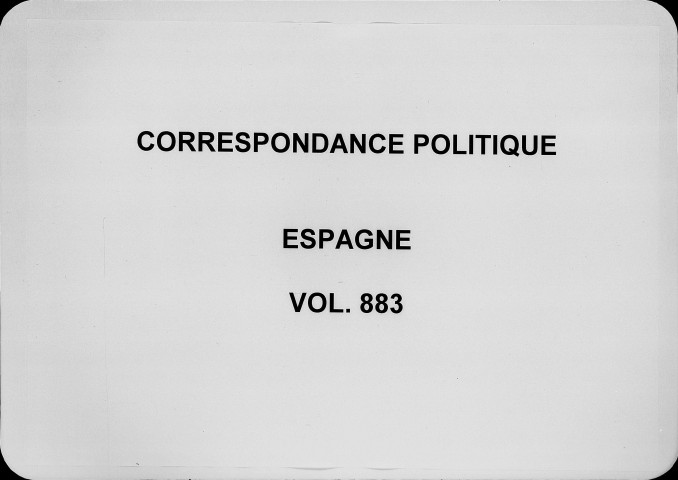 CORRESPONDANCE POLITIQUE
ESPAGNE
VOL. 883